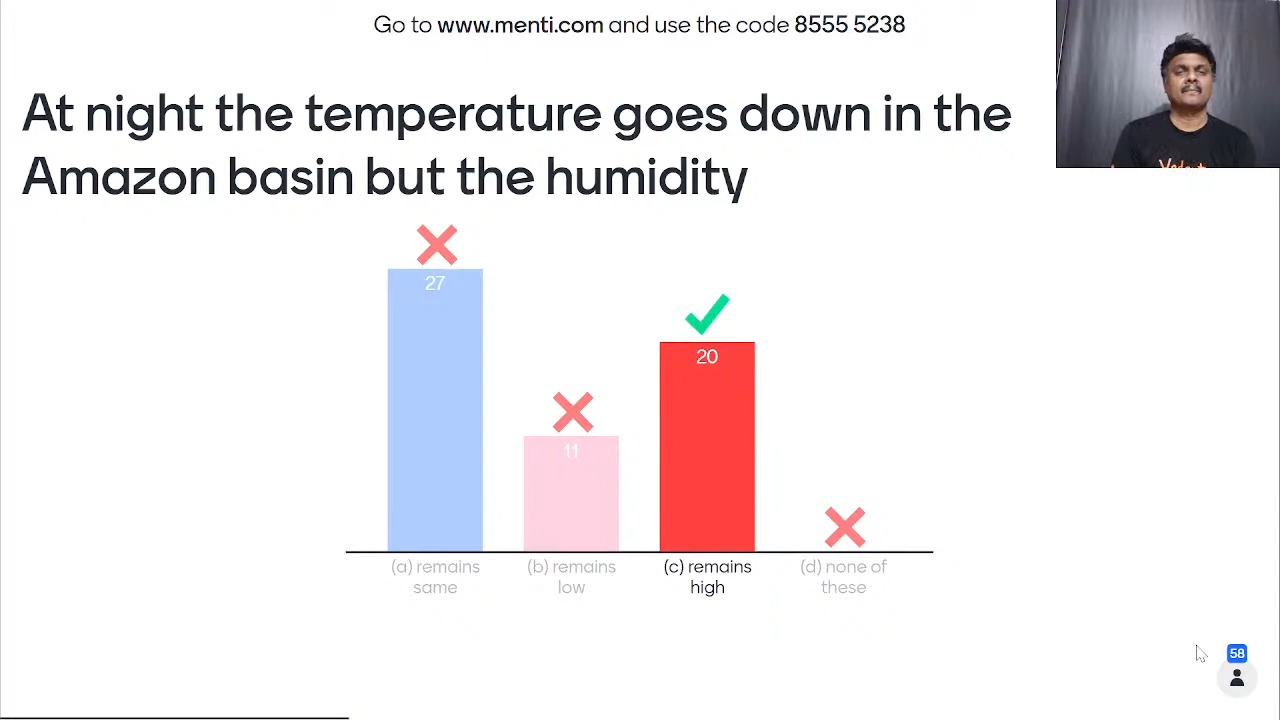 Go to www.menti.com and use the code 8555 5238
At night the temperature goes down in the
Amazon basin but the humidity
27
11
20
(a) remains
same
(b) remains
low
(c) remains
high
(d) none of
these
58